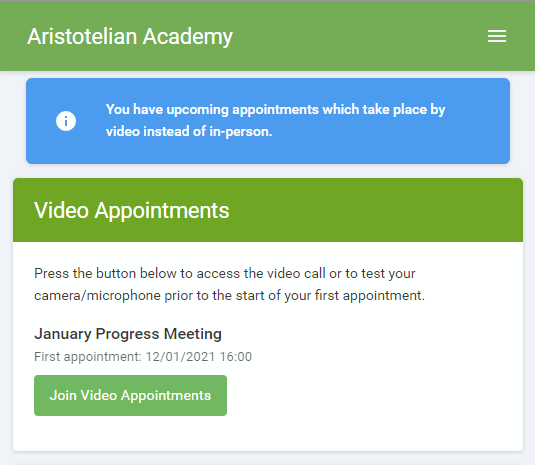 Aristotelian Academy
You have upcoming appointments which take place by
video instead of in-person.
Video Appointments
Press the button below to access the video call or to test your
camera/microphone prior to the start of your first appointment.
January Progress Meeting
First appointment: 12/01/2021 16:00
Join Video Appointments